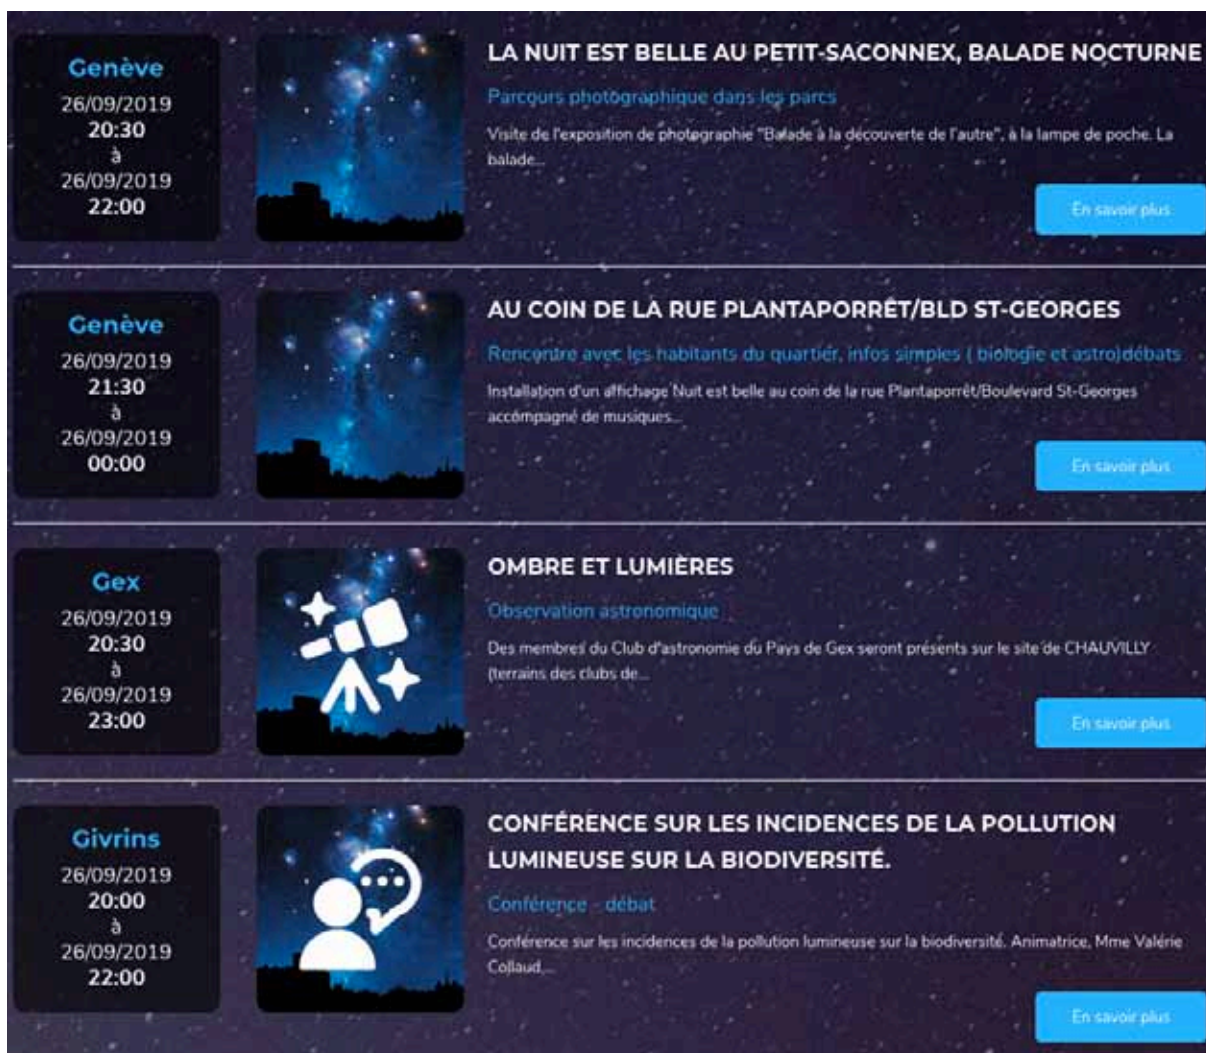 Genève
26/09/2019
20:30
à
26/09/2019
22:00
LA NUIT EST BELLE AU PETIT-SACONNEX, BALADE NOCTURNE
Parcours photographique dans les parcs
Visite de l'exposition de photographie "Balade à la découverte de l'autre", à la lampe de poche. La
balade...
En savoir plus
Genève
26/09/2019
21:30
à
26/09/2019
00:00
AU COIN DE LA RUE PLANTAPORRÊT/BLD ST-GEORGES
Rencontre avec les habitants du quartier, infos simples ( biologie et astro)débats
Installation d'un affichage Nuit est belle au coin de la rue Plantaporrêt/Boulevard St-Georges
accompagné de musiques...
En savoir plus
Gex
26/09/2019
20:30
à
26/09/2019
23:00
OMBRE ET LUMIÈRES
Observation astronomique
Des membres du Club d'astronomie du Pays de Gex seront présents sur le site de CHAUVILLY
(terrains des clubs de...
En savoir plus
Givrins
26/09/2019
20:00
à
26/09/2019
22:00
CONFÉRENCE SUR LES INCIDENCES DE LA POLLUTION
LUMINEUSE SUR LA BIODIVERSITÉ.
Conférence - débat
Conférence sur les incidences de la pollution lumineuse sur la biodiversité. Animatrice, Mme Valérie
Collaud,...
En savoir plus